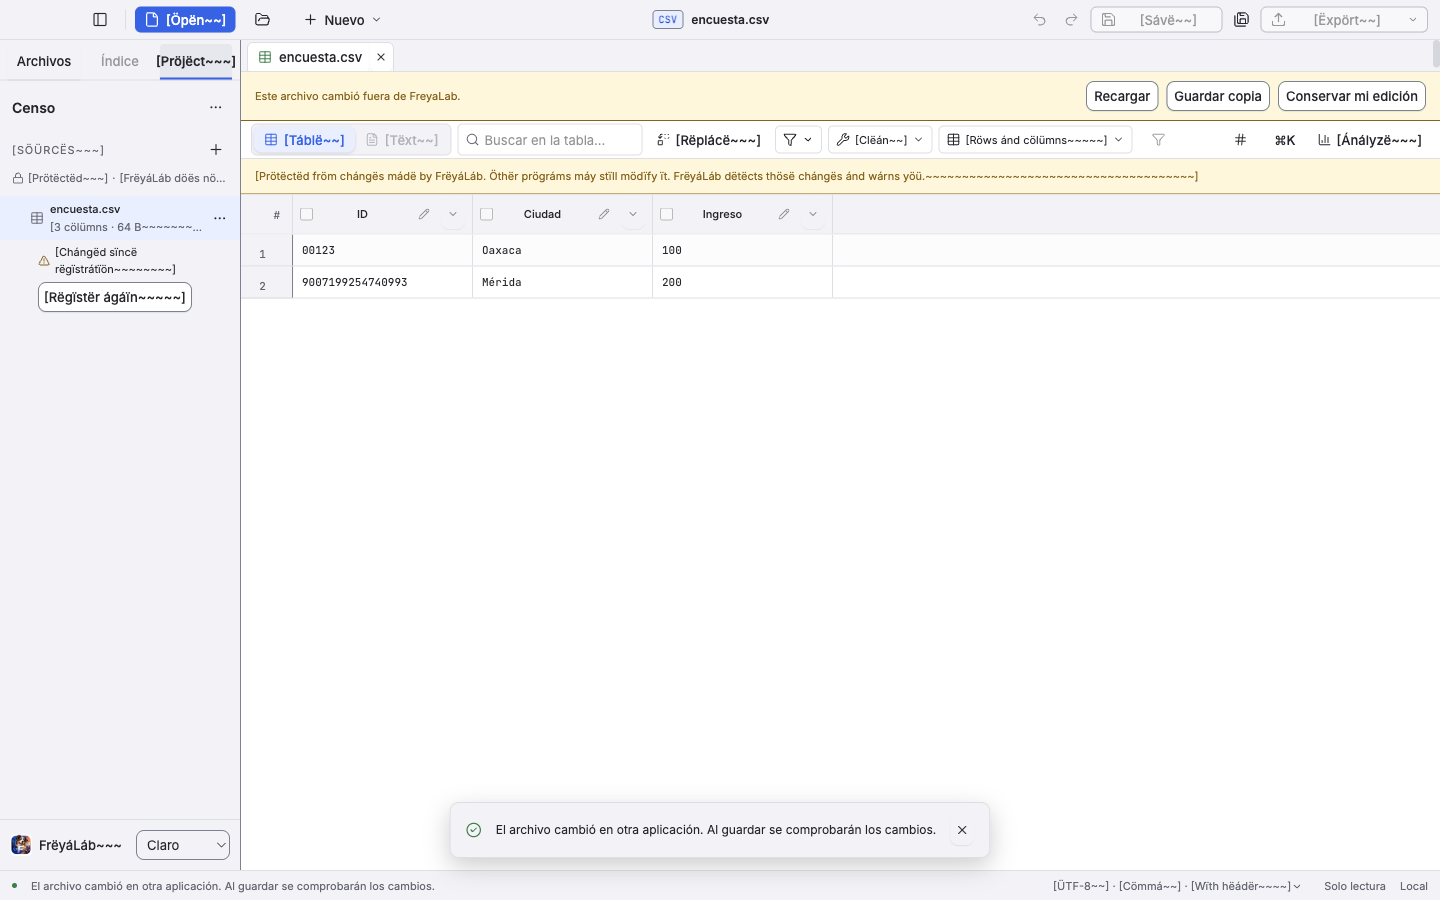 [Öpën~~]
Nuevo
CSV encuesta.csv
[Sávë~~]
[Ëxpört~~]
Archivos
Índice
[Pröjëct~~~]
encuesta.csv
Censo
Este archivo cambió fuera de FreyaLab.
Recargar
Guardar copia
Conservar mi edición
[SÖÜRCËS~~~]
[Táblë~~]
[Tëxt~~]
Buscar en la tabla...
[Rëplácë~~~]
[Clëán~~]
[Röws ánd cölümns~~~~~]
⌘K
[Ánályzë~~~]
[Prötëctëd~~~] · [FrëyáLáb döës nö...
[Prötëctëd fröm chángës mádë by FrëyáLáb. Öthër prögráms máy stïll mödïfy ït. FrëyáLáb dëtëcts thösë chángës ánd wárns yöü.~~~~~~~~~~~~~~~~~~~~~~~~~~~~~~~~~~~~~]
encuesta.csv
[3 cölümns · 64 B~~~~~~~...
[Chángëd sïncë
rëgïstrátïön~~~~~~~~]
[Rëgïstër ágáïn~~~~~]
# ID Ciudad Ingreso
1 00123 Oaxaca 100
2 9007199254740993 Mérida 200
El archivo cambió en otra aplicación. Al guardar se comprobarán los cambios.
FrëyáLáb~~~
Claro
El archivo cambió en otra aplicación. Al guardar se comprobarán los cambios.
[ÜTF-8~~] · [Cömmá~~] · [Wïth hëádër~~~~]
Solo lectura
Local